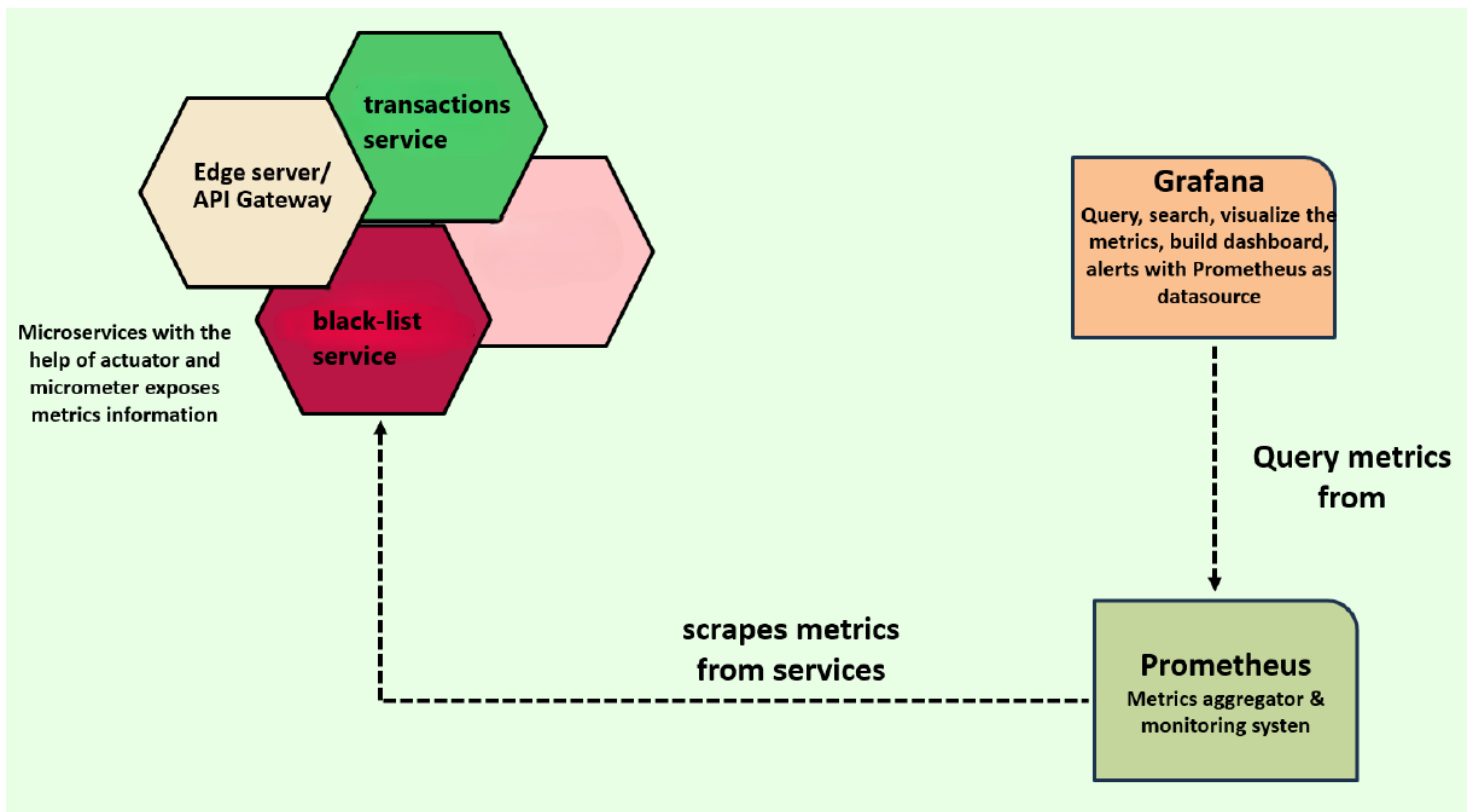 transactions
service
Edge server/
API Gateway
black-list
service
Microservices with the
help of actuator and
micrometer exposes
metrics information
Grafana
Query, search, visualize the
metrics, build dashboard,
alerts with Prometheus as
datasource
Query metrics
from
scrapes metrics
from services
Prometheus
Metrics aggregator &
monitoring systen